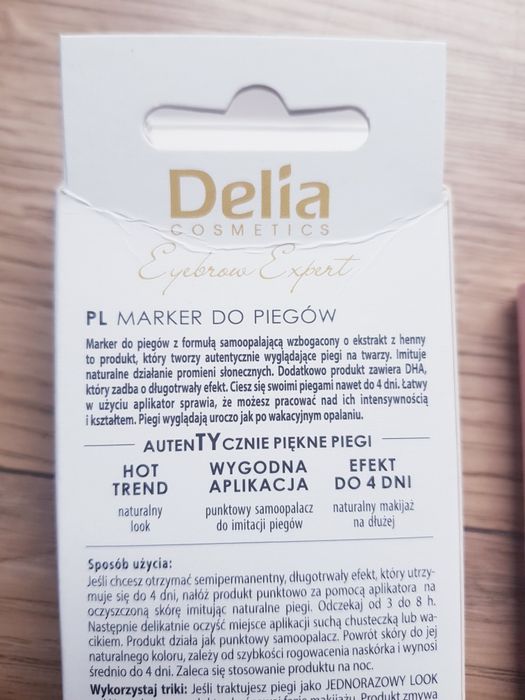 Delia
COSMETICS
Eyebrow Expert
PL MARKER DO PIEGÓW
Marker do piegów z formułą samoopalającą wzbogacony o ekstrakt z henny
to produkt, który tworzy autentycznie wyglądające piegi na twarzy. Imituje
naturalne działanie promieni słonecznych. Dodatkowo produkt zawiera DHA,
który zadba o długotrwały efekt. Ciesz się swoimi piegami nawet do 4 dni. Łatwy
w użyciu aplikator sprawia, że możesz pracować nad ich intensywnością
i kształtem. Piegi wyglądają uroczo jak po wakacyjnym opalaniu.
AUTENTYCZNIE PIĘKNE PIEGI
HOT
TREND
naturalny
look
WYGODNA
APLIKACJA
punktowy samoopalacz
do imitacji piegów
EFEKT
DO 4 DNI
naturalny makijaż
na dłużej
Sposób użycia:
Jeśli chcesz otrzymać semipermanentny, długotrwały efekt, który utrzy-
muje się do 4 dni, nałóż produkt punktowo za pomocą aplikatora na
oczyszczoną skórę imitując naturalne piegi. Odczekaj od 3 do 8 h.
Następnie delikatnie oczyść miejsce aplikacji suchą chusteczką lub wa-
cikiem. Produkt działa jak punktowy samoopalacz. Powrót skóry do jej
naturalnego koloru, zależy od szybkości rogowacenia naskórka i wynosi
średnio do 4 dni. Zaleca się stosowanie produktu na noc.
Wykorzystaj triki: Jeśli traktujesz piegi jako JEDNORAZOWY LOOK
Produkt zmywa